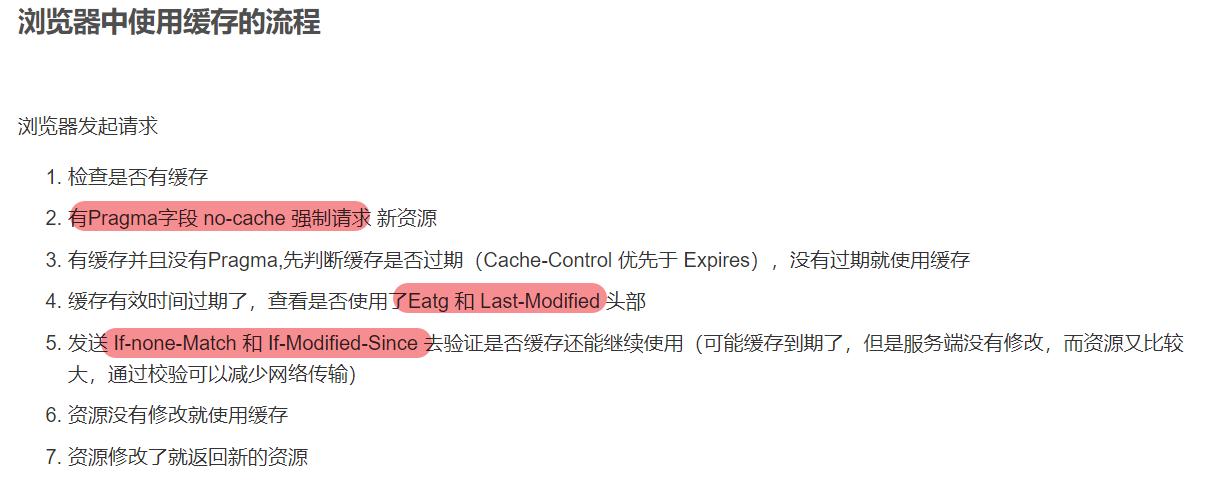 浏览器中使用缓存的流程
浏览器发起请求
1. 检查是否有缓存
2. 有Pragma字段 no-cache 强制请求 新资源
3. 有缓存并且没有Pragma,先判断缓存是否过期（Cache-Control 优先于 Expires），没有过期就使用缓存
4. 缓存有效时间过期了，查看是否使用了Eatg 和 Last-Modified 头部
5. 发送 If-none-Match 和 If-Modified-Since 去验证是否缓存还能继续使用（可能缓存到期了，但是服务端没有修改，而资源又比较
大，通过校验可以减少网络传输）
6. 资源没有修改就使用缓存
7. 资源修改了就返回新的资源